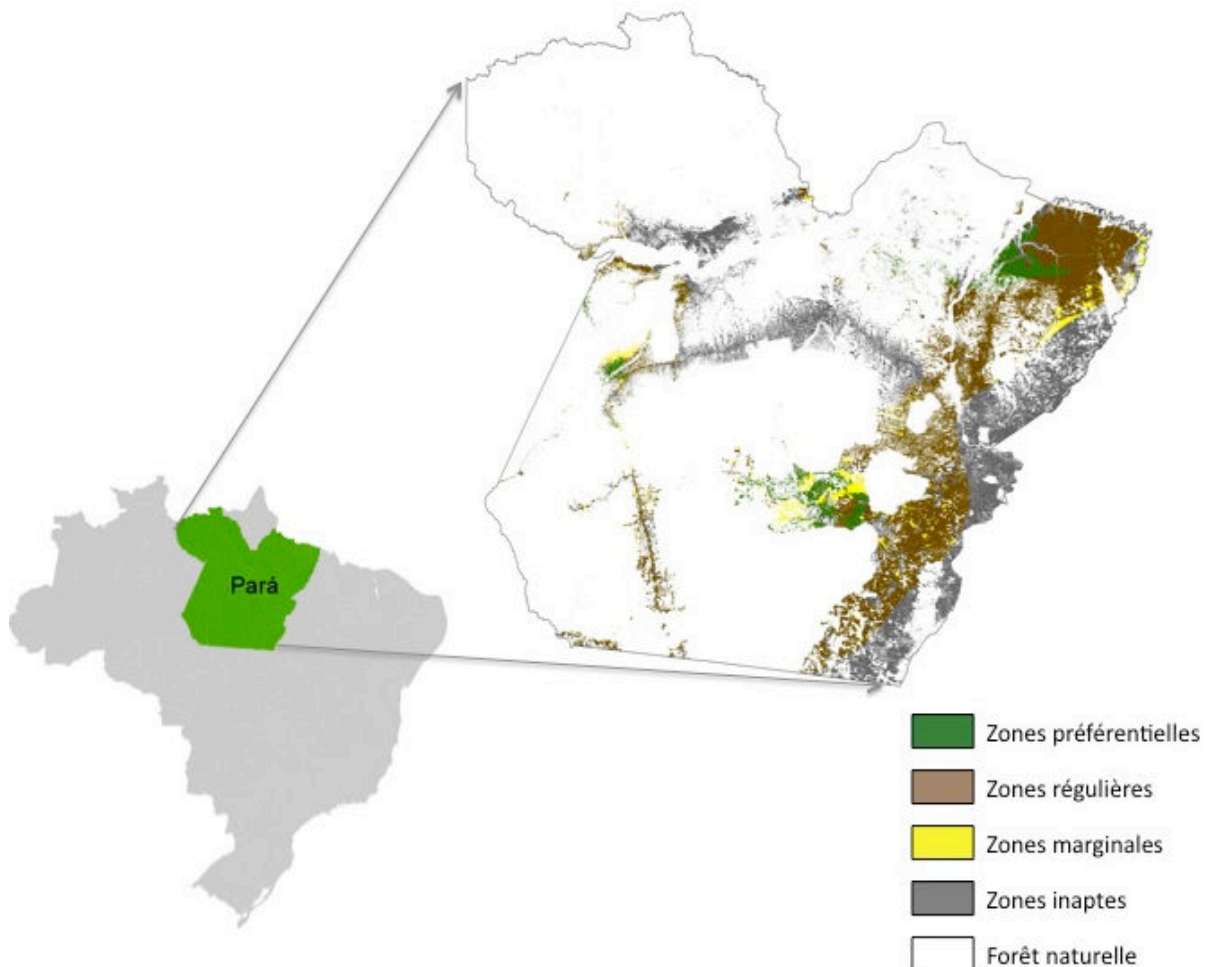 Pará
Zones préférentielles
Zones régulières
Zones marginales
Zones inaptes
Forêt naturelle